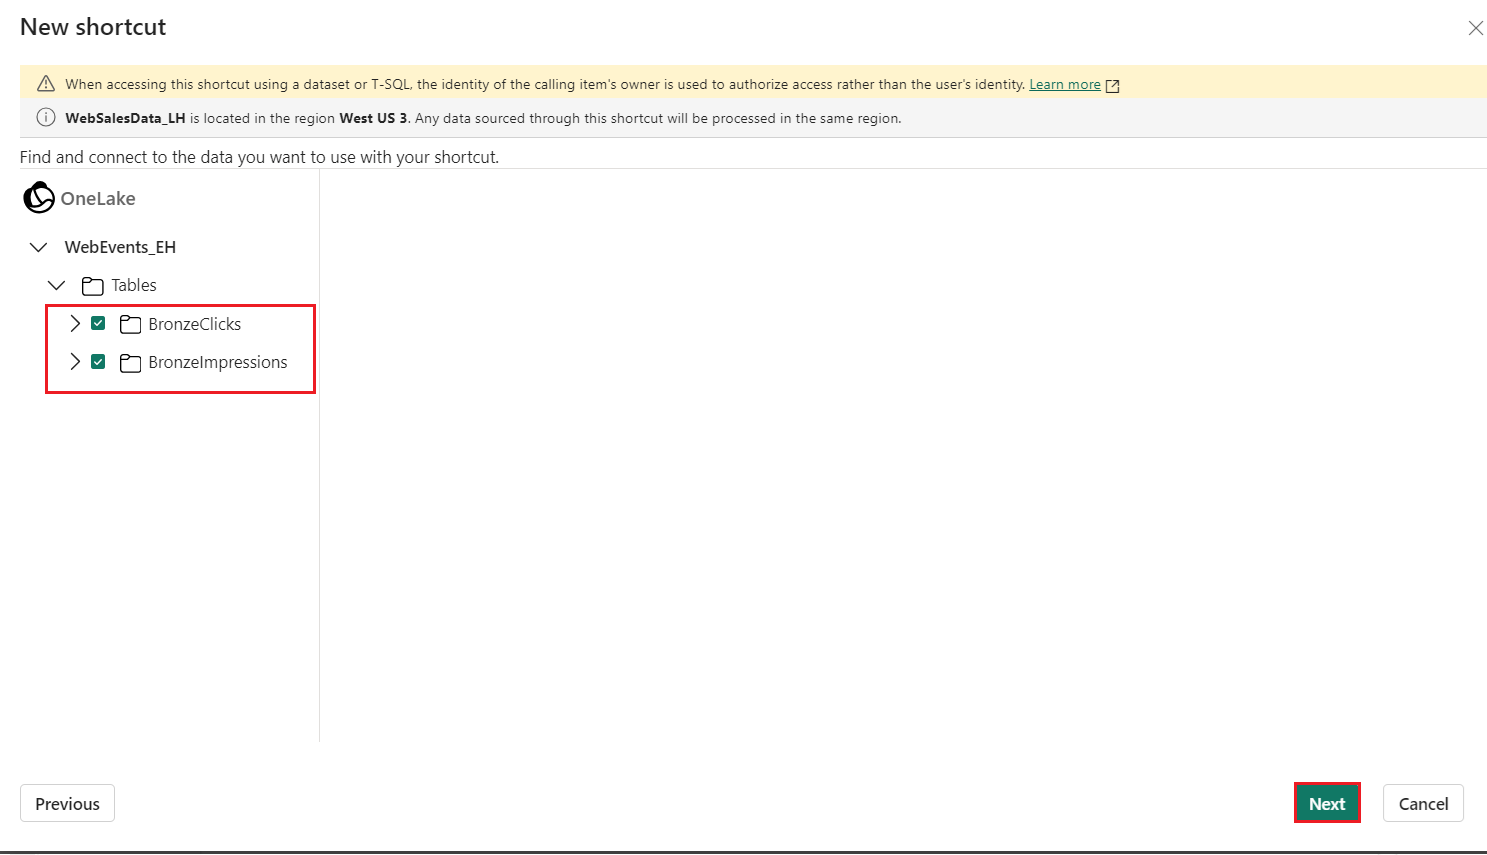 New shortcut
When accessing this shortcut using a dataset or T-SQL, the identity of the calling item's owner is used to authorize access rather than the user's identity. Learn more
WebSalesData_LH is located in the region West US 3. Any data sourced through this shortcut will be processed in the same region.
Find and connect to the data you want to use with your shortcut.
OneLake
WebEvents_EH
Tables
BronzeClicks
BronzeImpressions
Previous
Next
Cancel